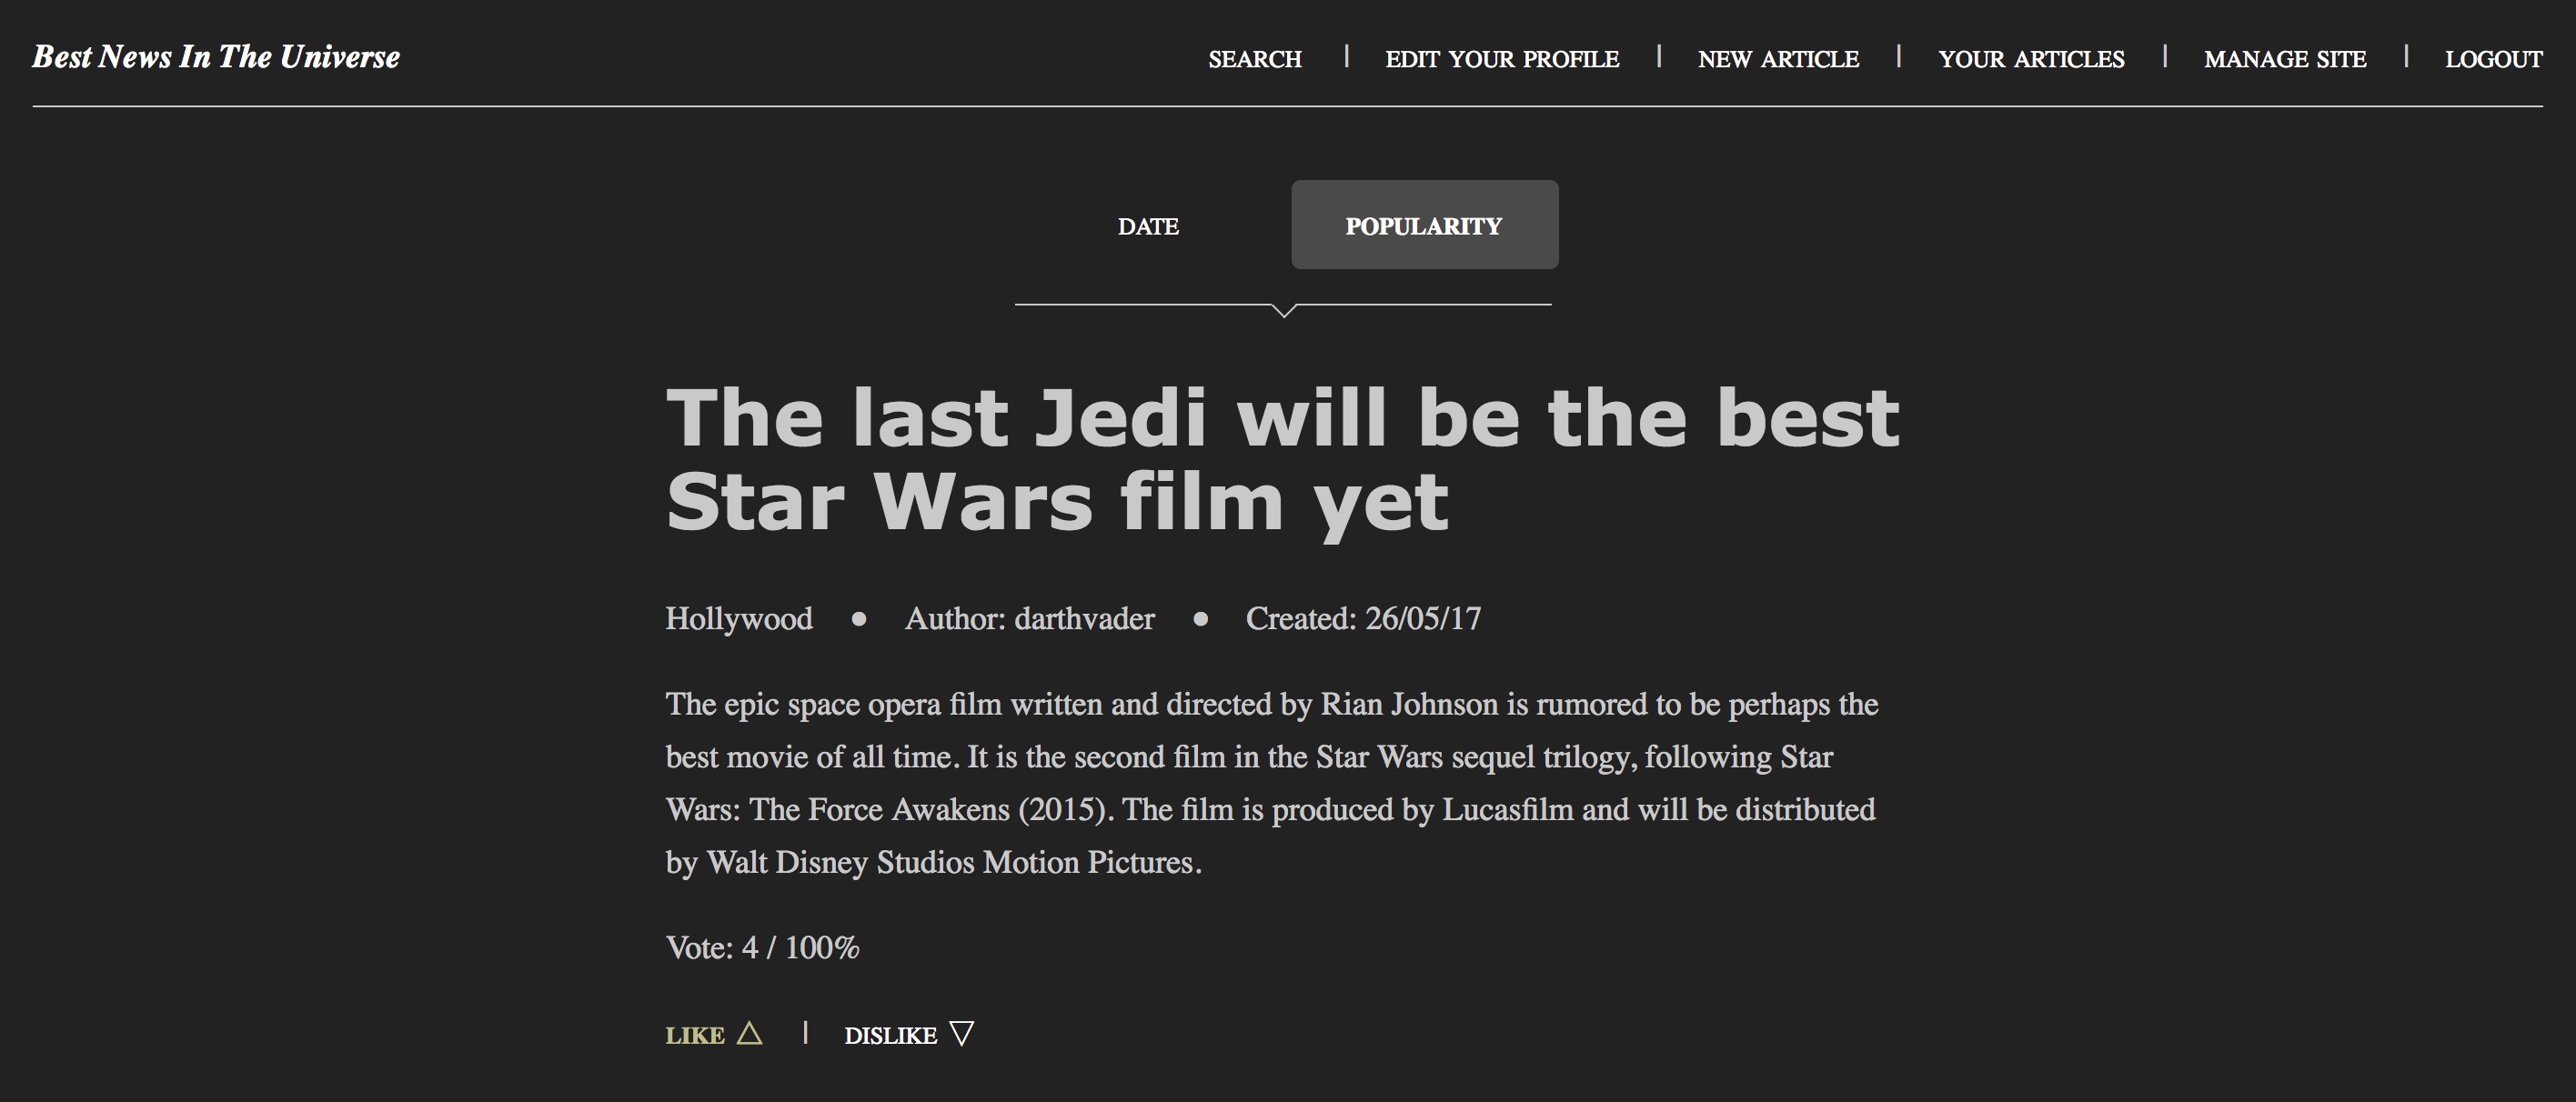 Best News In The Universe
SEARCH | EDIT YOUR PROFILE | NEW ARTICLE | YOUR ARTICLES | MANAGE SITE | LOGOUT
DATE POPULARITY
The last Jedi will be the best
Star Wars film yet
Hollywood ● Author: darthvader ● Created: 26/05/17
The epic space opera film written and directed by Rian Johnson is rumored to be perhaps the
best movie of all time. It is the second film in the Star Wars sequel trilogy, following Star
Wars: The Force Awakens (2015). The film is produced by Lucasfilm and will be distributed
by Walt Disney Studios Motion Pictures.
Vote: 4 / 100%
LIKE △ | DISLIKE ▽